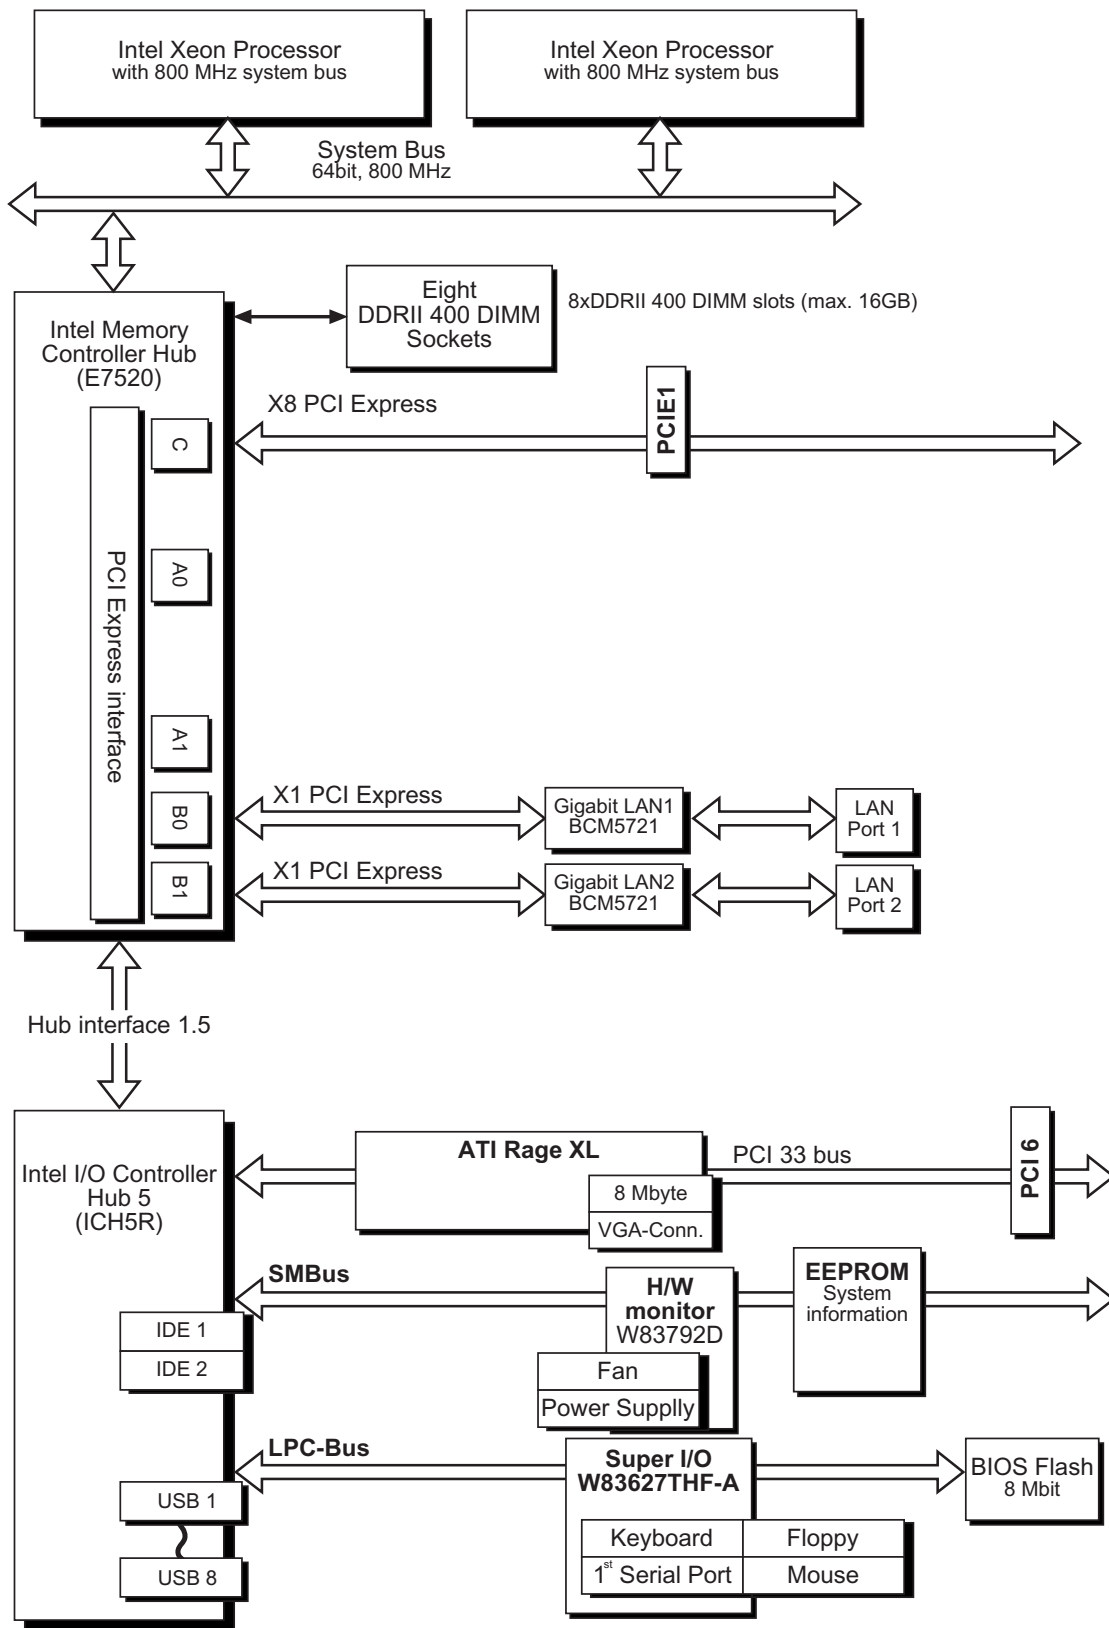 Intel Xeon Processor
with 800 MHz system bus
Intel Xeon Processor
with 800 MHz system bus
System Bus
64bit, 800 MHz
Intel Memory
Controller Hub
(E7520)
Eight
DDRII 400 DIMM
Sockets
8xDDRII 400 DIMM slots (max. 16GB)
PCI Express interface
C
A0
A1
B0
B1
X8 PCI Express
PCIE1
X1 PCI Express
Gigabit LAN1
BCM5721
LAN
Port 1
X1 PCI Express
Gigabit LAN2
BCM5721
LAN
Port 2
Hub interface 1.5
Intel I/O Controller
Hub 5
(ICH5R)
ATI Rage XL
8 Mbyte
VGA-Conn.
PCI 33 bus
PCI 6
SMBus
H/W
monitor
W83792D
Fan
Power Supplly
EEPROM
System
information
IDE 1
IDE 2
LPC-Bus
Super I/O
W83627THF-A
Keyboard
Floppy
1st Serial Port
Mouse
BIOS Flash
8 Mbit
USB 1
USB 8